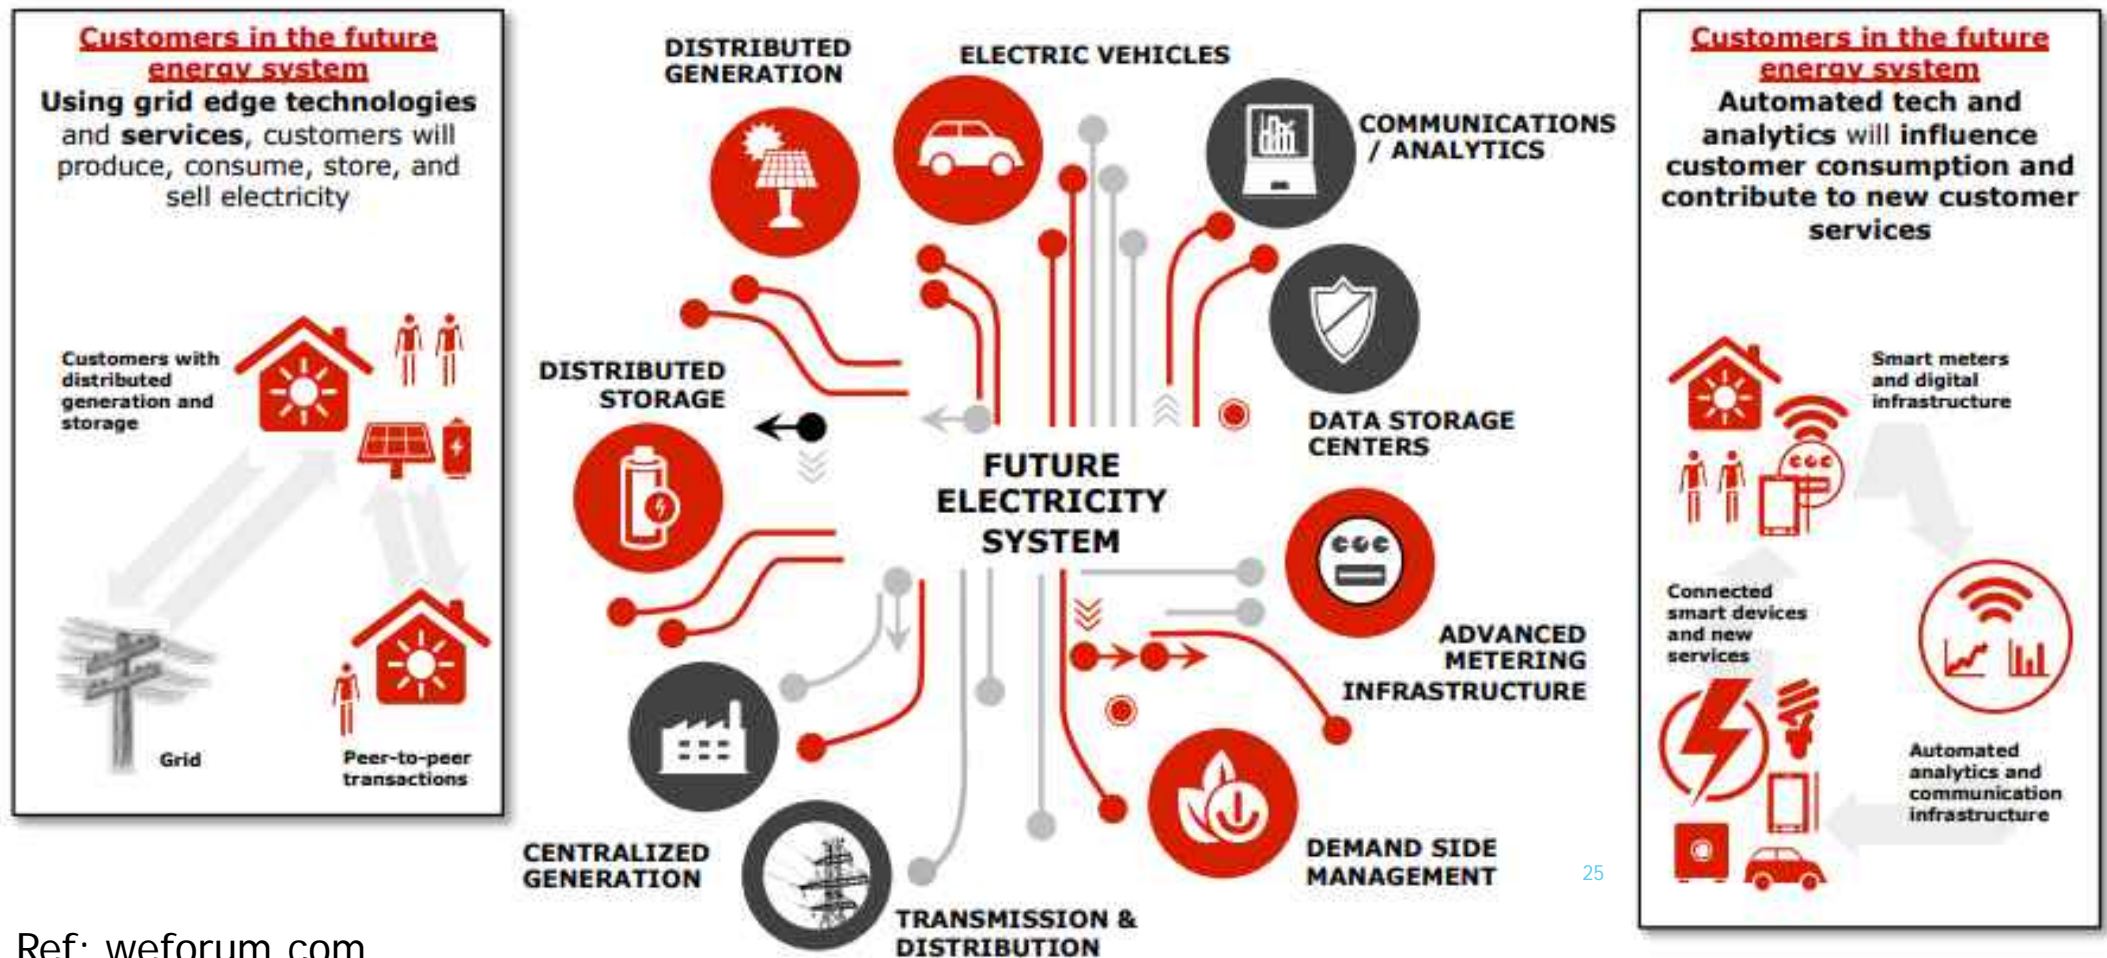 Customers in the future
energy system
Using grid edge technologies
and services, customers will
produce, consume, store, and
sell electricity
Customers with
distributed
generation and
storage
Grid
Peer-to-peer
transactions
DISTRIBUTED
GENERATION
ELECTRIC VEHICLES
COMMUNICATIONS
/ ANALYTICS
DISTRIBUTED
STORAGE
DATA STORAGE
CENTERS
FUTURE
ELECTRICITY
SYSTEM
ADVANCED
METERING
INFRASTRUCTURE
CENTRALIZED
GENERATION
DEMAND SIDE
MANAGEMENT
25
TRANSMISSION &
DISTRIBUTION
Customers in the future
energy system
Automated tech and
analytics will influence
customer consumption and
contribute to new customer
services
Smart meters
and digital
infrastructure
Connected
smart devices
and new
services
Automated
analytics and
communication
infrastructure
Ref: weforum.com